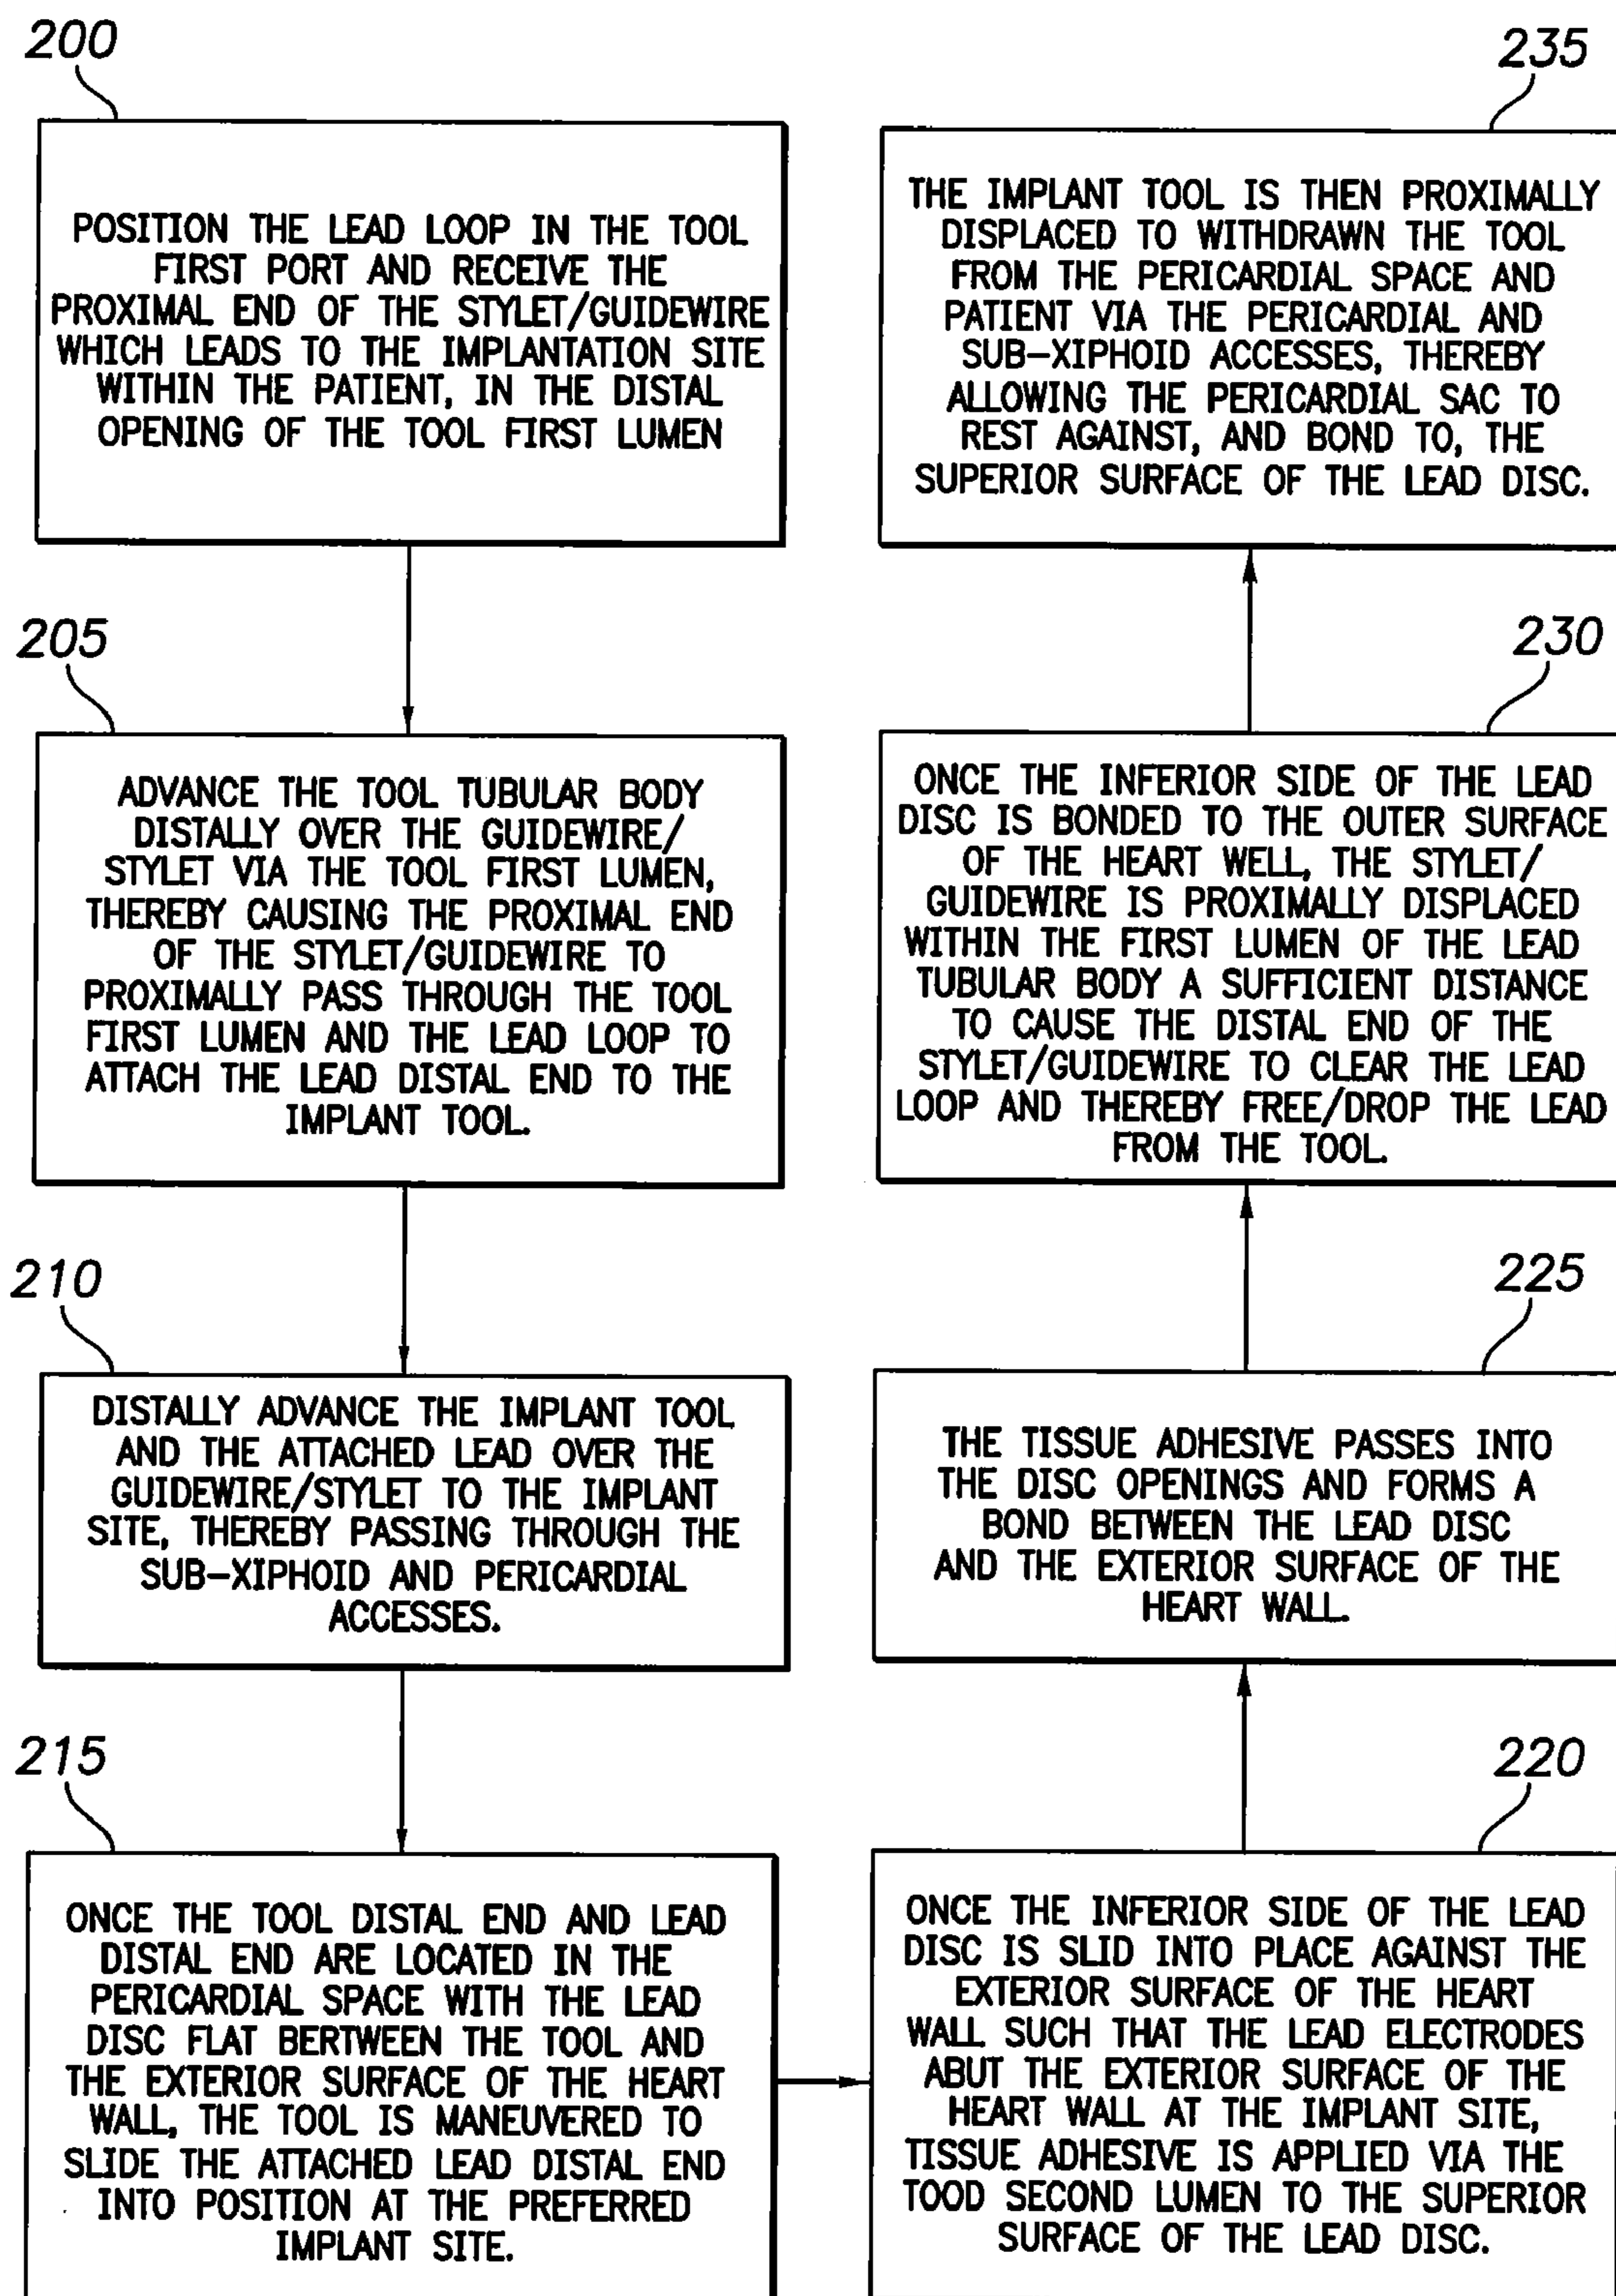 200
POSITION THE LEAD LOOP IN THE TOOL
FIRST PORT AND RECEIVE THE
PROXIMAL END OF THE STYLET/GUIDEWIRE
WHICH LEADS TO THE IMPLANTATION SITE
WITHIN THE PATIENT, IN THE DISTAL
OPENING OF THE TOOL FIRST LUMEN
205
ADVANCE THE TOOL TUBULAR BODY
DISTALLY OVER THE GUIDEWIRE/
STYLET VIA THE TOOL FIRST LUMEN,
THEREBY CAUSING THE PROXIMAL END
OF THE STYLET/GUIDEWIRE TO
PROXIMALLY PASS THROUGH THE TOOL
FIRST LUMEN AND THE LEAD LOOP TO
ATTACH THE LEAD DISTAL END TO THE
IMPLANT TOOL.
210
DISTALLY ADVANCE THE IMPLANT TOOL
AND THE ATTACHED LEAD OVER THE
GUIDEWIRE/STYLET TO THE IMPLANT
SITE, THEREBY PASSING THROUGH THE
SUB-XIPHOID AND PERICARDIAL
ACCESSES.
215
ONCE THE TOOL DISTAL END AND LEAD
DISTAL END ARE LOCATED IN THE
PERICARDIAL SPACE WITH THE LEAD
DISC FLAT BERTWEEN THE TOOL AND
THE EXTERIOR SURFACE OF THE HEART
WALL, THE TOOL IS MANEUVERED TO
SLIDE THE ATTACHED LEAD DISTAL END
INTO POSITION AT THE PREFERRED
IMPLANT SITE.
220
ONCE THE INFERIOR SIDE OF THE LEAD
DISC IS SLID INTO PLACE AGAINST THE
EXTERIOR SURFACE OF THE HEART
WALL SUCH THAT THE LEAD ELECTRODES
ABUT THE EXTERIOR SURFACE OF THE
HEART WALL AT THE IMPLANT SITE,
TISSUE ADHESIVE IS APPLIED VIA THE
TOOD SECOND LUMEN TO THE SUPERIOR
SURFACE OF THE LEAD DISC.
225
THE TISSUE ADHESIVE PASSES INTO
THE DISC OPENINGS AND FORMS A
BOND BETWEEN THE LEAD DISC
AND THE EXTERIOR SURFACE OF THE
HEART WALL.
230
ONCE THE INFERIOR SIDE OF THE LEAD
DISC IS BONDED TO THE OUTER SURFACE
OF THE HEART WELL, THE STYLET/
GUIDEWIRE IS PROXIMALLY DISPLACED
WITHIN THE FIRST LUMEN OF THE LEAD
TUBULAR BODY A SUFFICIENT DISTANCE
TO CAUSE THE DISTAL END OF THE
STYLET/GUIDEWIRE TO CLEAR THE LEAD
LOOP AND THEREBY FREE/DROP THE LEAD
FROM THE TOOL.
235
THE IMPLANT TOOL IS THEN PROXIMALLY
DISPLACED TO WITHDRAWN THE TOOL
FROM THE PERICARDIAL SPACE AND
PATIENT VIA THE PERICARDIAL AND
SUB-XIPHOID ACCESSES, THEREBY
ALLOWING THE PERICARDIAL SAC TO
REST AGAINST, AND BOND TO, THE
SUPERIOR SURFACE OF THE LEAD DISC.